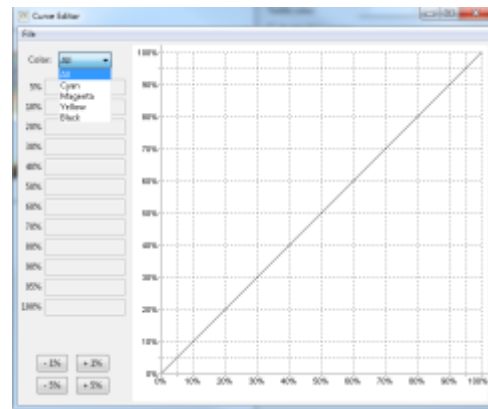 Curve Editor
File
Color: All
All
Cyan
Magenta
Yellow
Black
5%
10%
20%
30%
40%
50%
60%
70%
80%
90%
95%
100%
- 1% + 1%
- 5% + 5%
100%
90%
80%
70%
60%
50%
40%
30%
20%
10%
0%
0% 10% 20% 30% 40% 50% 60% 70% 80% 90% 100%